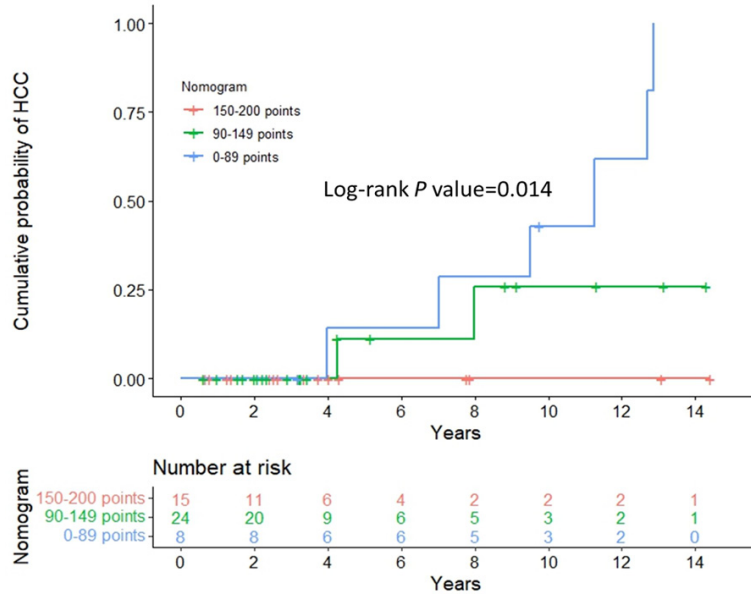 Cumulative probability of HCC
1.00
0.75
0.50
0.25
0.00
Nomogram
150-200 points
90-149 points
0-89 points
Log-rank P value=0.014
0 2 4 6 8 10 12 14
Years
Number at risk
Nomogram
150-200 points 15 11 6 4 2 2 2 1
90-149 points 24 20 9 6 5 3 2 1
0-89 points 8 8 6 6 5 3 2 0
0 2 4 6 8 10 12 14
Years